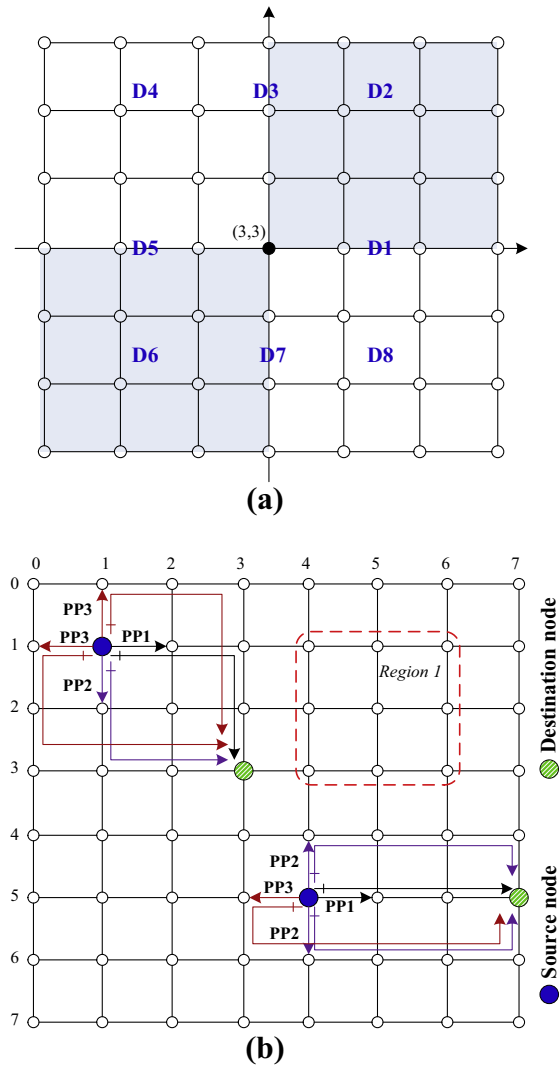 D4 D3 D2
(3,3)
D5 D1
D6 D7 D8
(a)
0 1 2 3 4 5 6 7
0
PP3
1 PP3 PP1
Region 1
PP2
2
3
4
PP2
5 PP3 PP1
PP2
6
7
Destination node
Source node
(b)